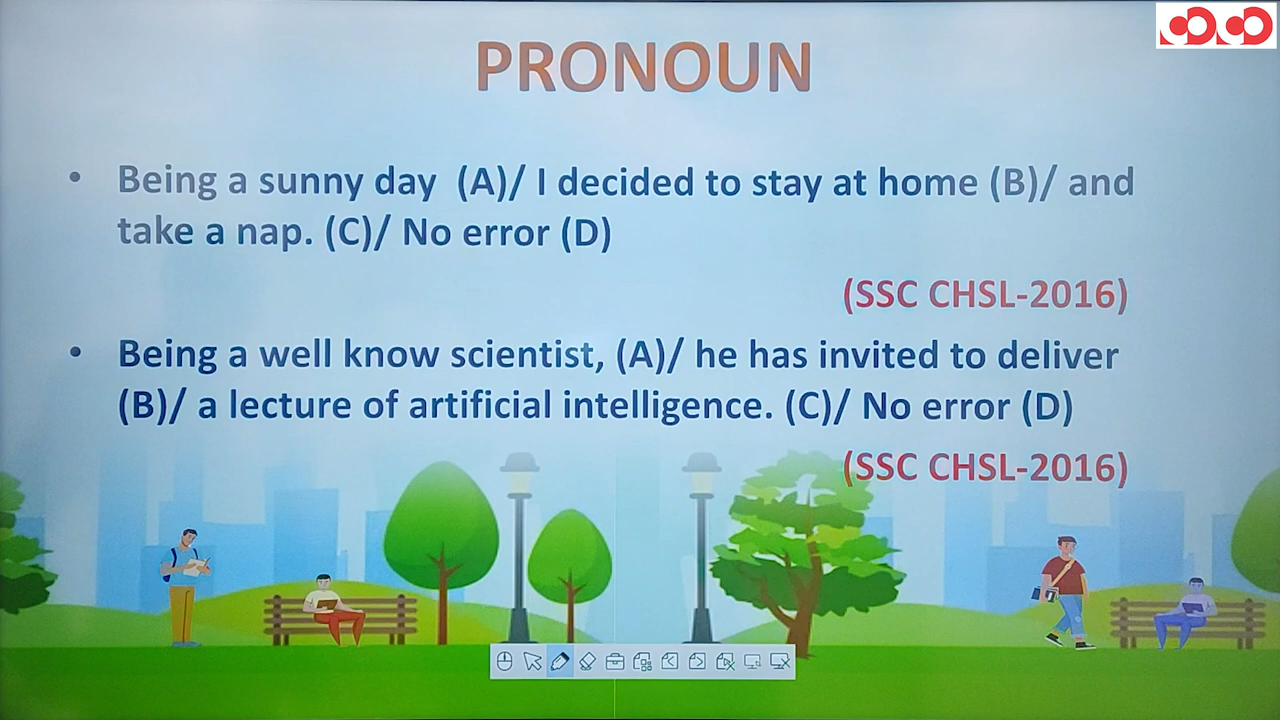 PRONOUN
• Being a sunny day (A)/ I decided to stay at home (B)/ and
take a nap. (C)/ No error (D)
(SSC CHSL-2016)
• Being a well know scientist, (A)/ he has invited to deliver
(B)/ a lecture of artificial intelligence. (C)/ No error (D)
(SSC CHSL-2016)